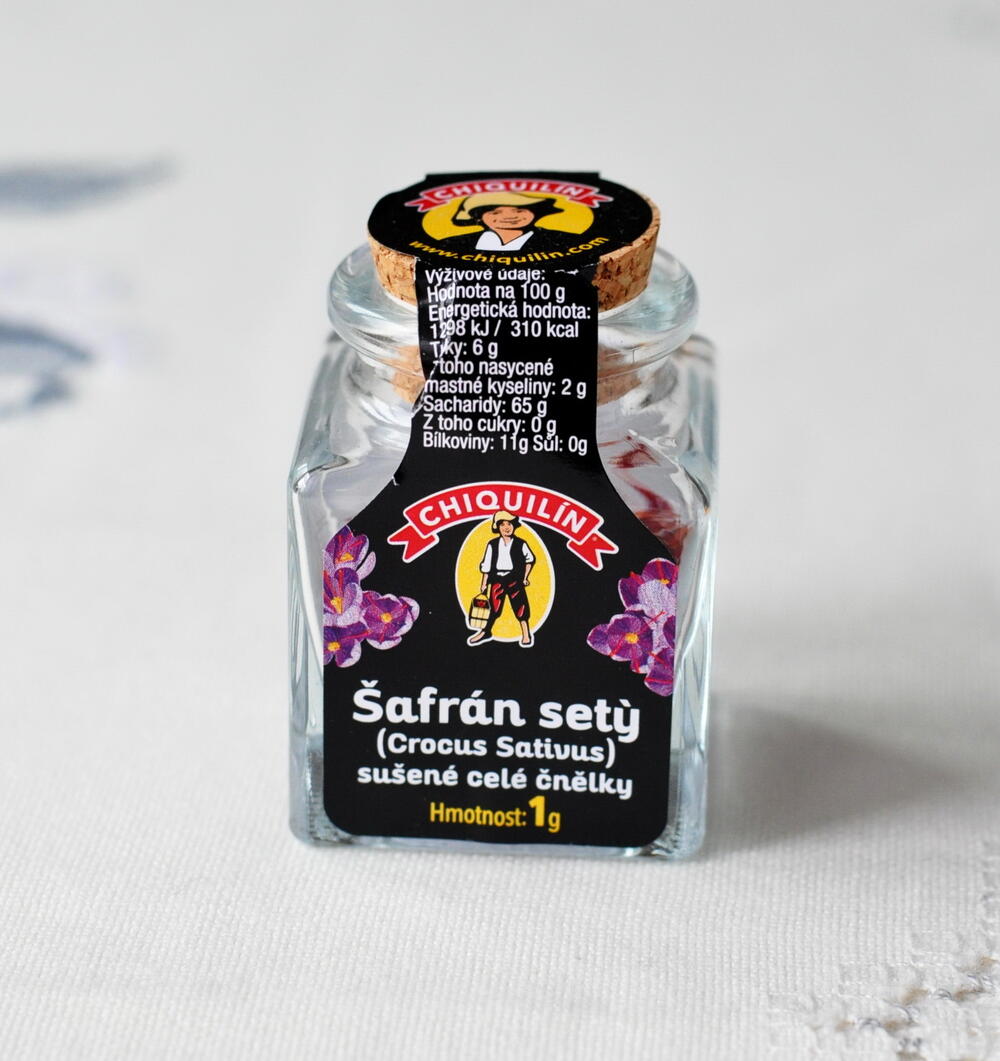 CHIQUILÍN
www.chiquilin.com
Výživové údaje:
Hodnota na 100 g
Energetická hodnota:
1298 kJ / 310 kcal
Tuky: 6 g
Z toho nasycené
mastné kyseliny: 2 g
Sacharidy: 65 g
Z toho cukry: 0 g
Bílkoviny: 11g Sůl: 0g
CHIQUILÍN
Šafrán setỳ
(Crocus Sativus)
sušené celé čnělky
Hmotnost: 1g